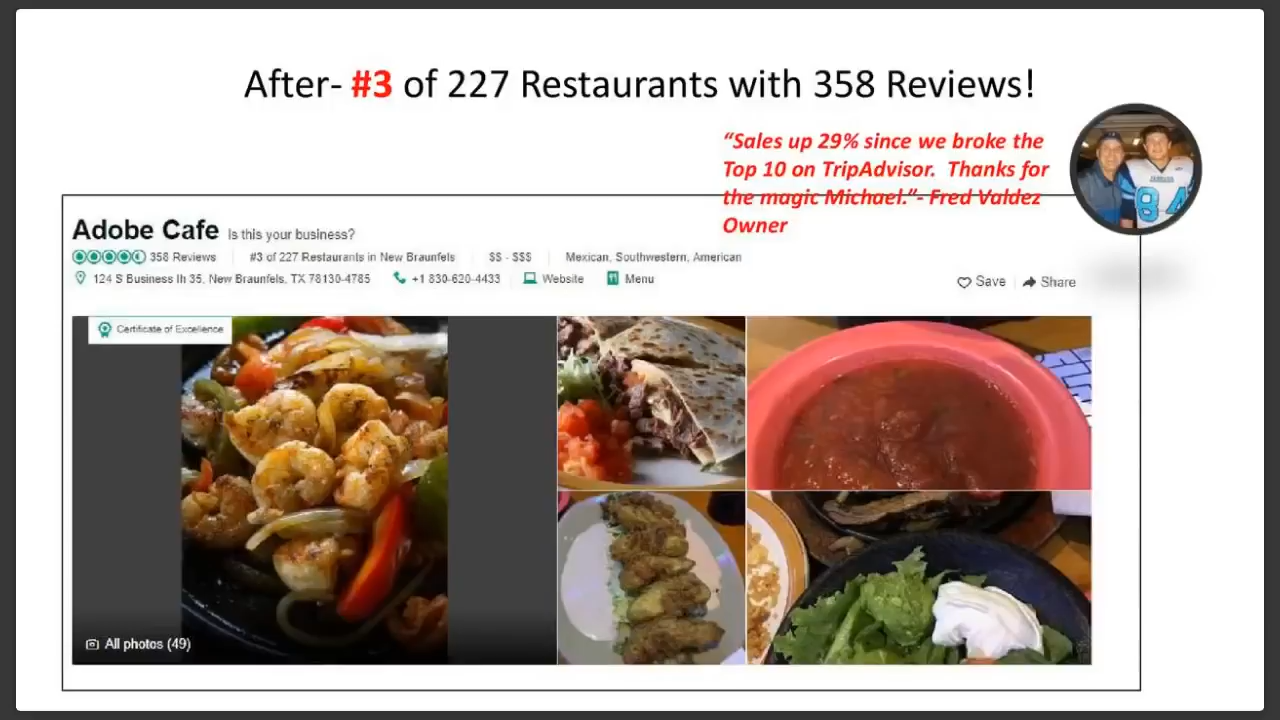 After- #3 of 227 Restaurants with 358 Reviews!
“Sales up 29% since we broke the
Top 10 on TripAdvisor. Thanks for
the magic Michael.“- Fred Valdez
Owner
84
Adobe Cafe Is this your business?
358 Reviews #3 of 227 Restaurants in New Braunfels $$ - $$$ Mexican, Southwestern, American
124 S Business Ih 35, New Braunfels, TX 78130-4785 +1 830-620-4433 Website Menu
Save Share
Certificate of Excellence
All photos (49)